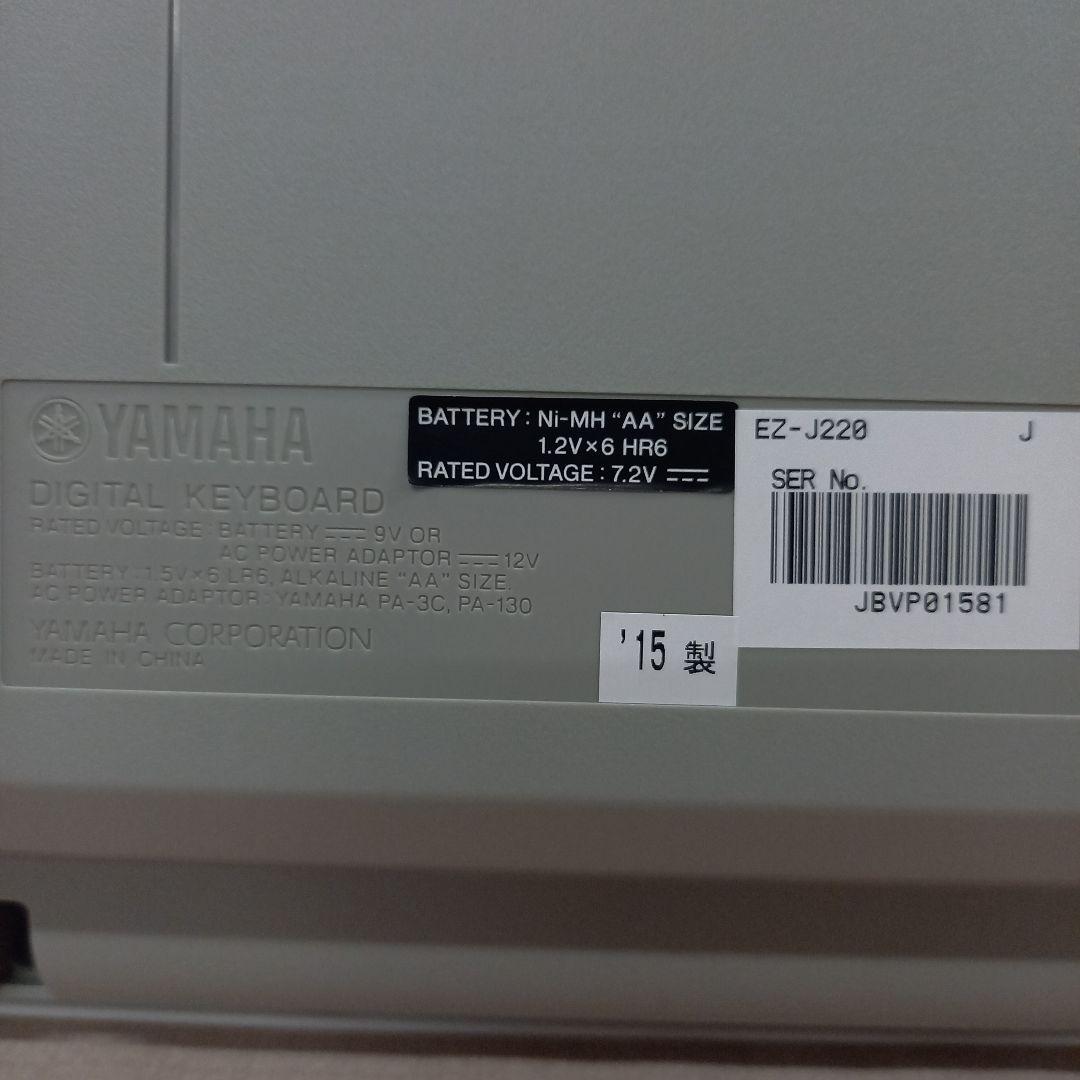 YAMAHA
DIGITAL KEYBOARD
RATED VOLTAGE : BATTERY ⎓ 9V OR
AC POWER ADAPTOR ⎓ 12V
BATTERY : 1.5V×6 LR6, ALKALINE “AA” SIZE.
AC POWER ADAPTOR : YAMAHA PA-3C, PA-130
YAMAHA CORPORATION
MADE IN CHINA
BATTERY : Ni-MH “AA” SIZE
1.2V×6 HR6
RATED VOLTAGE : 7.2V ⎓
'15 製
EZ-J220 J
SER No.
JBVP01581